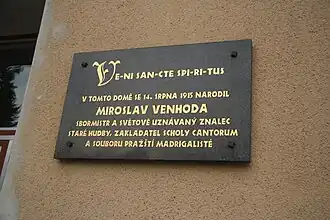 VE-NI SAN-CTE SPI-RI-TUS
V TOMTO DOMĚ SE 14. SRPNA 1915 NARODIL
MIROSLAV VENHODA
SBORMISTR A SVĚTOVĚ UZNÁVANÝ ZNALEC
STARÉ HUDBY, ZAKLADATEL SCHOLY CANTORUM
A SOUBORU PRAŽŠTÍ MADRIGALISTÉ